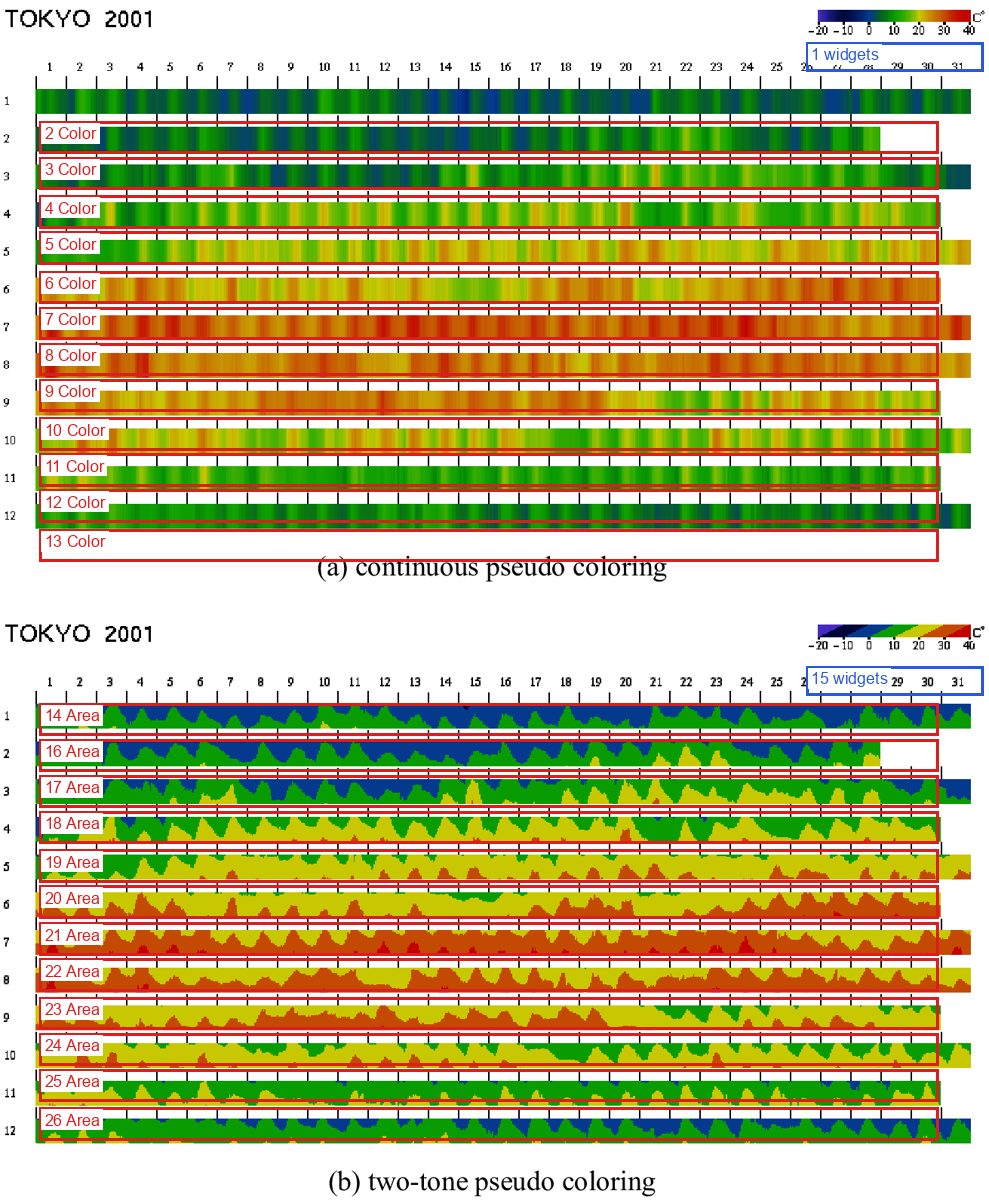 TOKYO 2001
C°
-20 -10 0 10 20 30 40
1 widgets
1 2 3 4 5 6 7 8 9 10 11 12 13 14 15 16 17 18 19 20 21 22 23 24 25 26 27 28 29 30 31
1
2 2 Color
3 3 Color
4 4 Color
5 5 Color
6 6 Color
7 7 Color
8 8 Color
9 9 Color
10 10 Color
11 11 Color
12 12 Color
13 Color
(a) continuous pseudo coloring
TOKYO 2001
C°
-20 -10 0 10 20 30 40
15 widgets
1 2 3 4 5 6 7 8 9 10 11 12 13 14 15 16 17 18 19 20 21 22 23 24 25 29 30 31
1 14 Area
2 16 Area
3 17 Area
4 18 Area
5 19 Area
6 20 Area
7 21 Area
8 22 Area
9 23 Area
10 24 Area
11 25 Area
12 26 Area
(b) two-tone pseudo coloring